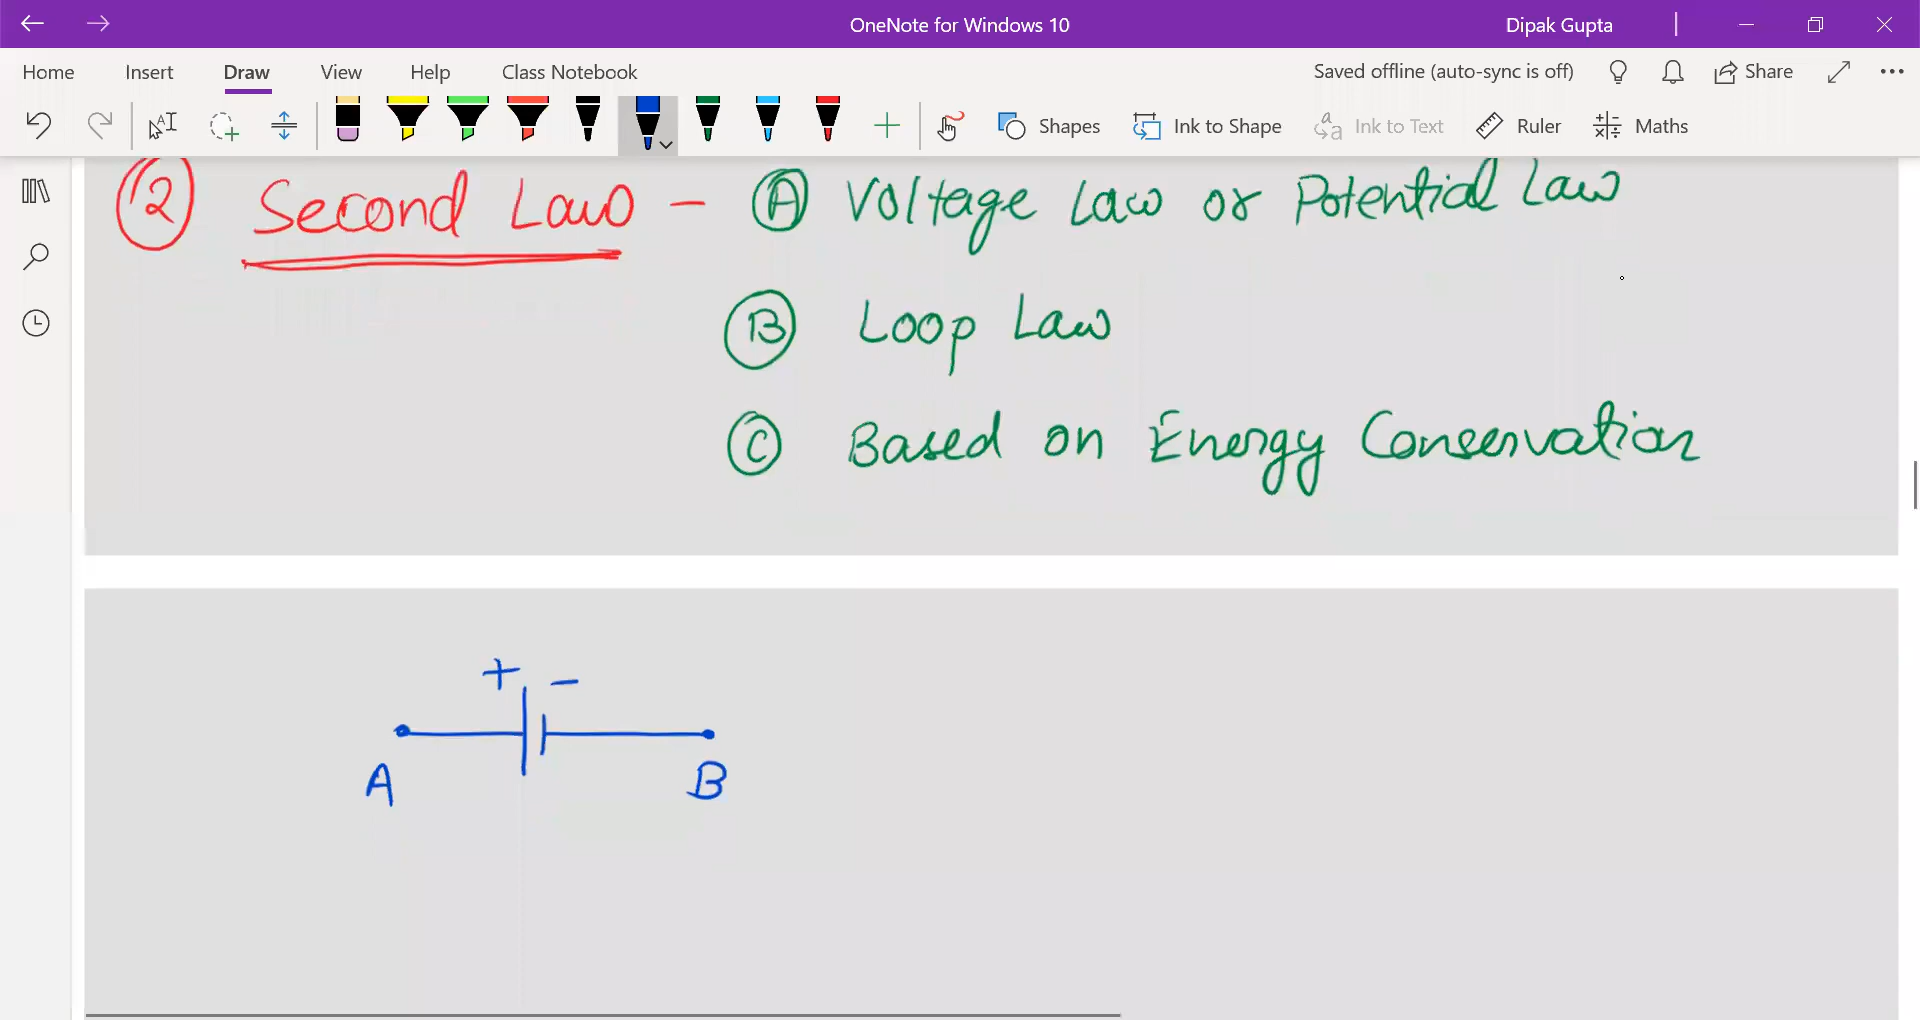 OneNote for Windows 10
Dipak Gupta
Home Insert Draw View Help Class Notebook
Saved offline (auto-sync is off) Share
Shapes Ink to Shape Ink to Text Ruler Maths
2 Second Law - A Voltage Law or Potential Law
B Loop Law
C Based on Energy Conservation
+ -
A B